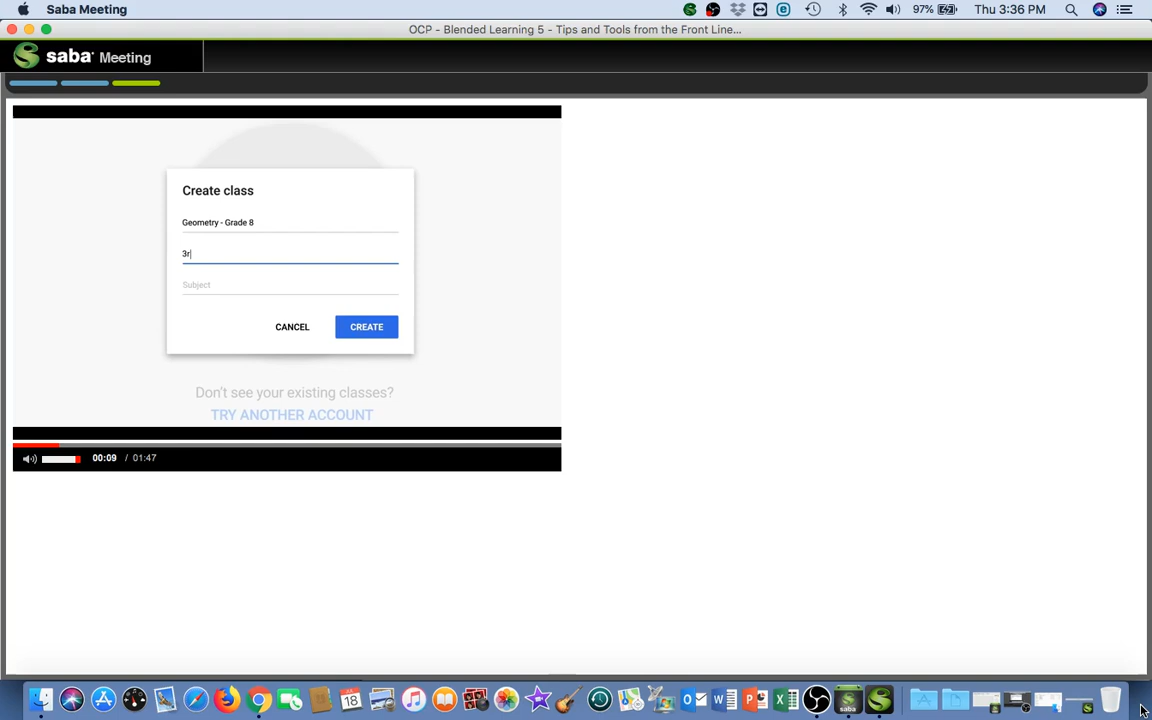 Saba Meeting
97%
Thu 3:36 PM
OCP - Blended Learning 5 - Tips and Tools from the Front Line...
saba Meeting
Create class
Geometry - Grade 8
3r
Subject
CANCEL
CREATE
Don't see your existing classes?
TRY ANOTHER ACCOUNT
00:09 / 01:47
18
saba